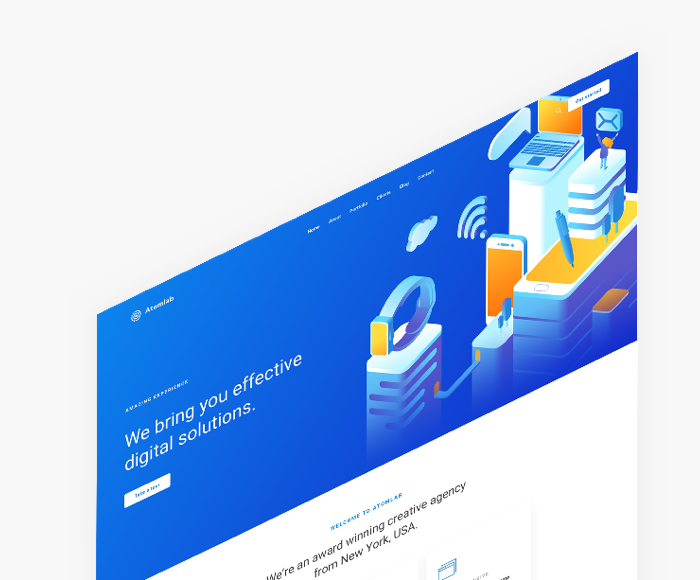 Get started
Home About Portfolio Clients Blog Contact
Atomlab
AMAZING EXPERIENCE
We bring you effective
digital solutions.
Take a tour
WELCOME TO ATOMLAB
We're an award winning creative agency
from New York, USA.